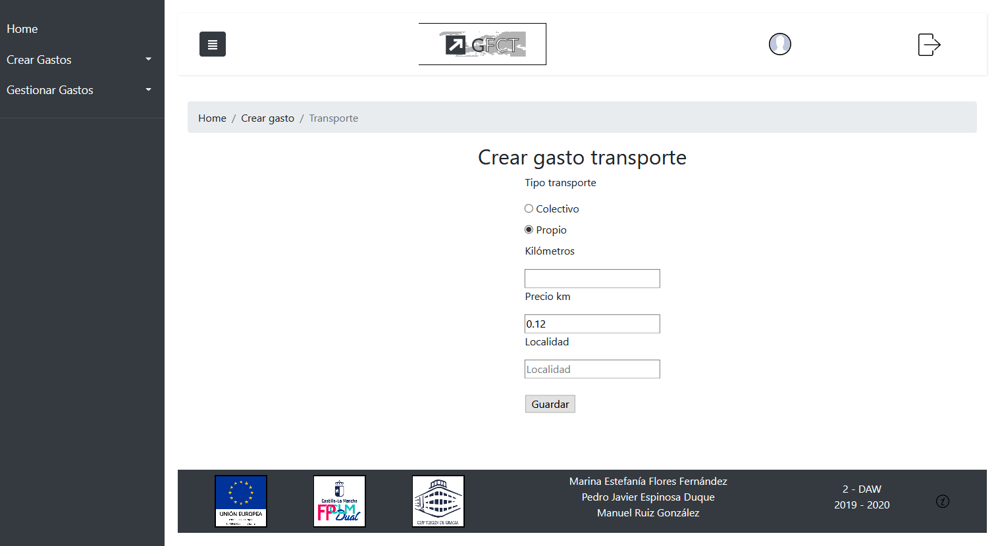 Home
Crear Gastos
Gestionar Gastos
GFCT
Home / Crear gasto / Transporte
Crear gasto transporte
Tipo transporte
Colectivo
Propio
Kilómetros
Precio km
0.12
Localidad
Localidad
Guardar
UNIÓN EUROPEA
Castilla-La Mancha
FPCLM
Dual
CIFP VIRGEN DE GRACIA
Marina Estefanía Flores Fernández
Pedro Javier Espinosa Duque
Manuel Ruiz González
2 - DAW
2019 - 2020
i